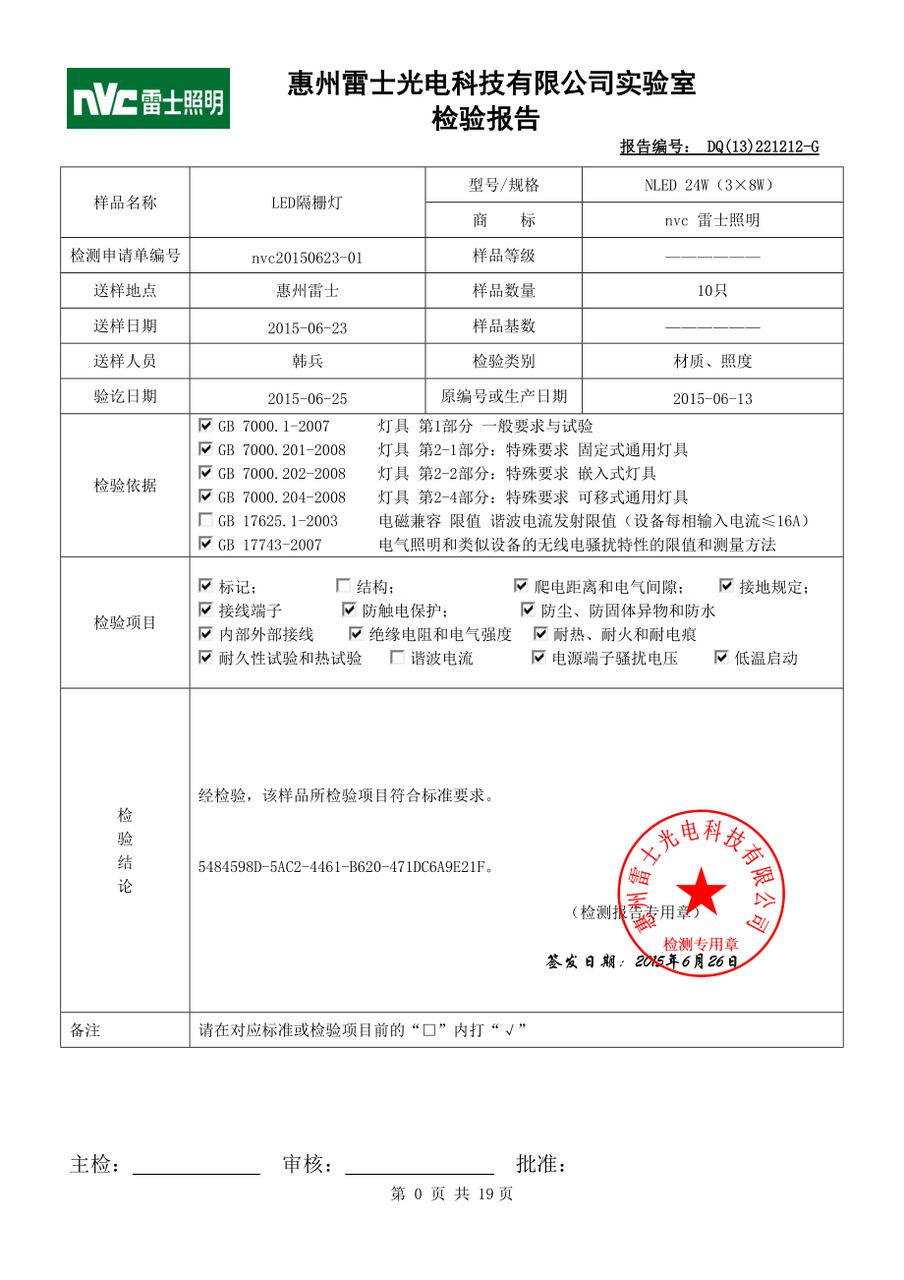 nvc 雷士照明
惠州雷士光电科技有限公司实验室
检验报告
报告编号： DQ(13)221212-G
样品名称 LED隔栅灯 型号/规格 NLED 24W（3×8W）
商 标 nvc 雷士照明
检测申请单编号 nvc20150623-01 样品等级 ——————
送样地点 惠州雷士 样品数量 10只
送样日期 2015-06-23 样品基数 ——————
送样人员 韩兵 检验类别 材质、照度
验讫日期 2015-06-25 原编号或生产日期 2015-06-13
检验依据
☑ GB 7000.1-2007 灯具 第1部分 一般要求与试验
☑ GB 7000.201-2008 灯具 第2-1部分：特殊要求 固定式通用灯具
☑ GB 7000.202-2008 灯具 第2-2部分：特殊要求 嵌入式灯具
☑ GB 7000.204-2008 灯具 第2-4部分：特殊要求 可移式通用灯具
☐ GB 17625.1-2003 电磁兼容 限值 谐波电流发射限值（设备每相输入电流≤16A）
☑ GB 17743-2007 电气照明和类似设备的无线电骚扰特性的限值和测量方法
检验项目
☑ 标记； ☐ 结构； ☑ 爬电距离和电气间隙； ☑ 接地规定；
☑ 接线端子 ☑ 防触电保护； ☑ 防尘、防固体异物和防水
☑ 内部外部接线 ☑ 绝缘电阻和电气强度 ☑ 耐热、耐火和耐电痕
☑ 耐久性试验和热试验 ☐ 谐波电流 ☑ 电源端子骚扰电压 ☑ 低温启动
检
验
结
论
经检验，该样品所检验项目符合标准要求。
5484598D-5AC2-4461-B620-471DC6A9E21F。
（检测报告专用章）
惠州雷士光电科技有限公司
检测专用章
签发日期：2015年6月26日
备注 请在对应标准或检验项目前的“□”内打“√”
主检： 审核： 批准：
第 0 页 共 19页